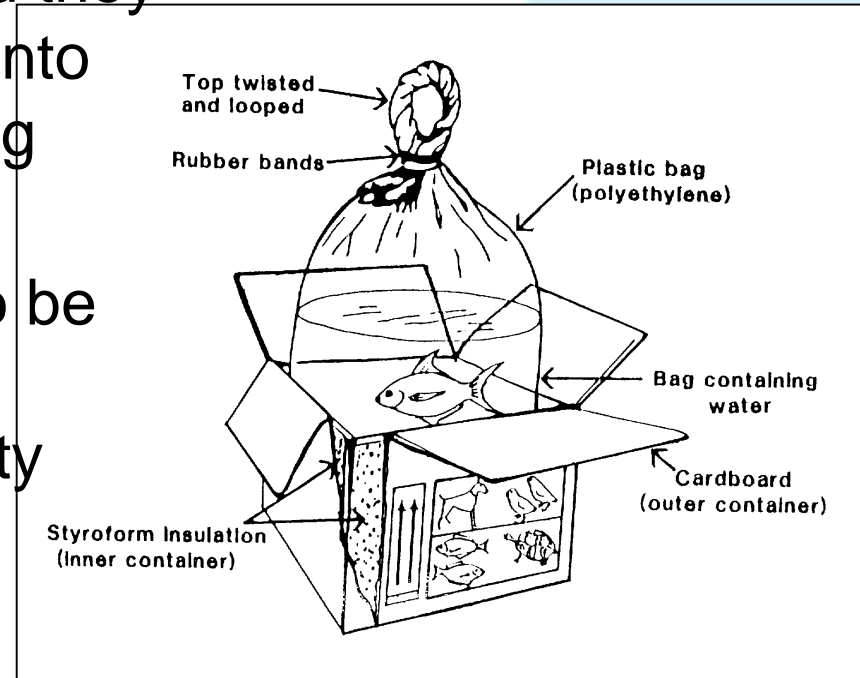 they
nto
g
Top twisted
and looped
Rubber bands
Plastic bag
(polyethylene)
be
Bag containing
water
ty
Cardboard
(outer container)
Styroform Insulation
(inner container)